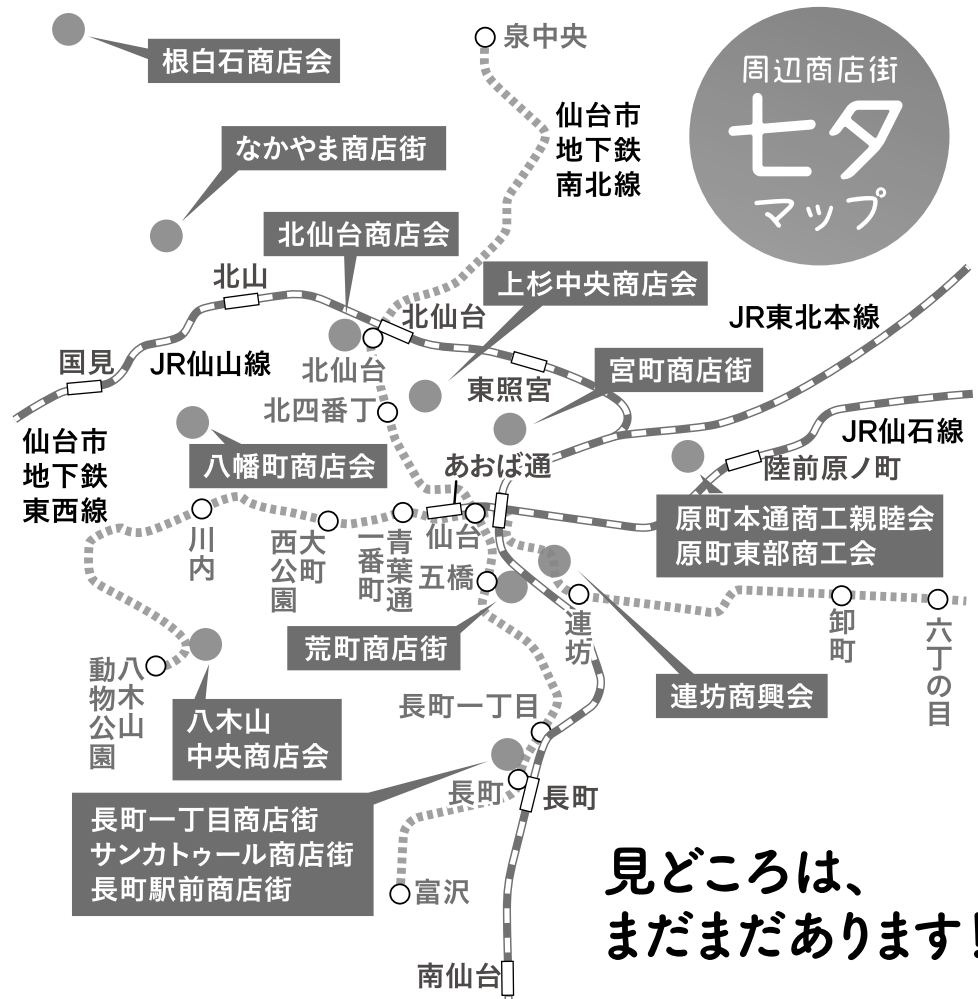 周辺商店街
七夕
マップ
根白石商店会
泉中央
仙台市
地下鉄
南北線
なかやま商店街
北仙台商店会
上杉中央商店会
北山
北仙台
JR東北本線
国見
JR仙山線
北仙台
東照宮
宮町商店街
北四番丁
JR仙石線
仙台市
地下鉄
東西線
八幡町商店会
あおば通
陸前原ノ町
川内
大町
西公園
青葉通
一番町
仙台
五橋
原町本通商工親睦会
原町東部商工会
荒町商店街
連坊
卸町
六丁の目
八木山
動物公園
八木山
中央商店会
連坊商興会
長町一丁目
長町
長町
長町一丁目商店街
サンカトゥール商店街
長町駅前商店街
富沢
南仙台
見どころは、
まだまだあります!